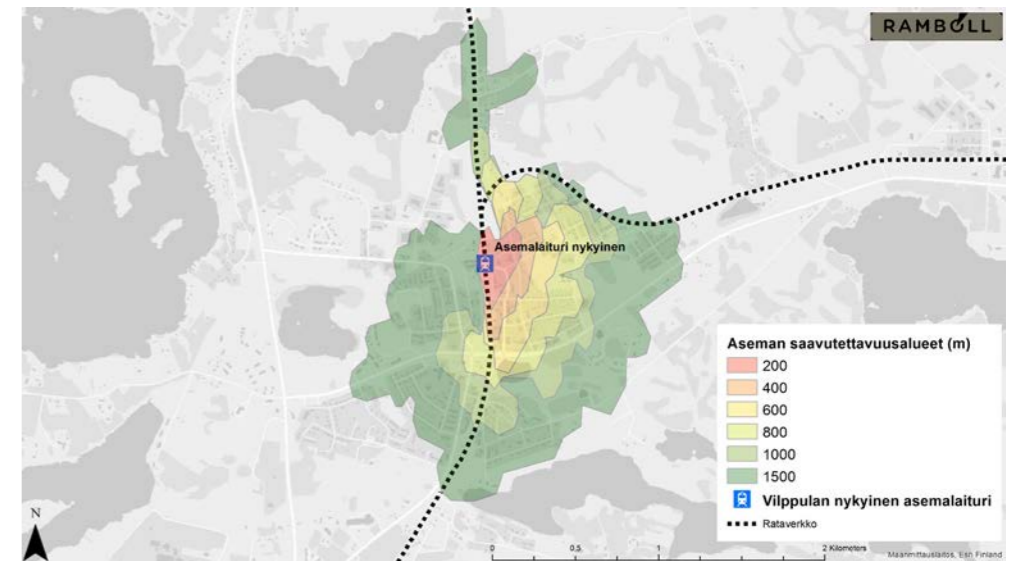 RAMBOLL
Asemalaituri nykyinen
Aseman saavutettavuusalueet (m)
200
400
600
800
1000
1500
Vilppulan nykyinen asemalaituri
Rataverkko
N
0 0,5 1 2 Kilometers
Maanmittauslaitos, Esri Finland